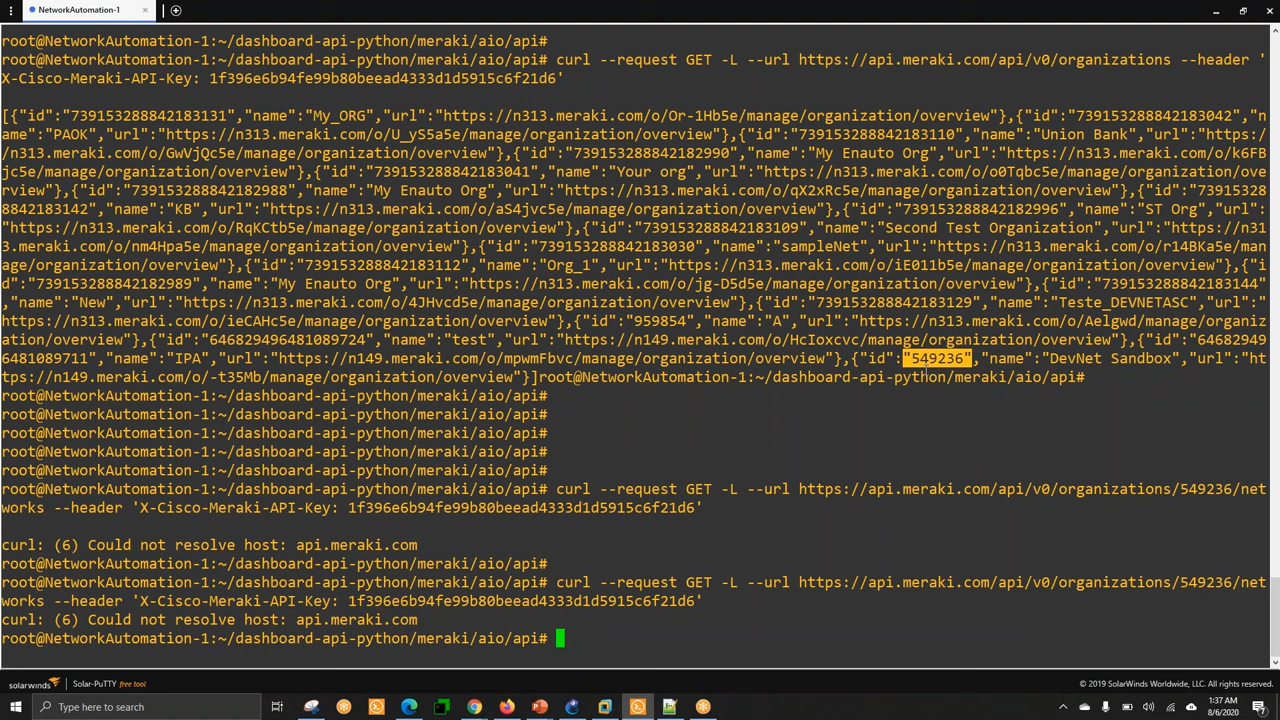 NetworkAutomation-1
root@NetworkAutomation-1:~/dashboard-api-python/meraki/aio/api#
root@NetworkAutomation-1:~/dashboard-api-python/meraki/aio/api# curl --request GET -L --url https://api.meraki.com/api/v0/organizations --header '
X-Cisco-Meraki-API-Key: 1f396e6b94fe99b80beead4333d1d5915c6f21d6'
[{"id":"739153288842183131","name":"My_ORG","url":"https://n313.meraki.com/o/Or-1Hb5e/manage/organization/overview"},{"id":"739153288842183042","n
ame":"PAOK","url":"https://n313.meraki.com/o/U_yS5a5e/manage/organization/overview"},{"id":"739153288842183110","name":"Union Bank","url":"https:/
/n313.meraki.com/o/GwVjQc5e/manage/organization/overview"},{"id":"739153288842182990","name":"My Enauto Org","url":"https://n313.meraki.com/o/k6FB
jc5e/manage/organization/overview"},{"id":"739153288842183041","name":"Your org","url":"https://n313.meraki.com/o/o0Tqbc5e/manage/organization/ove
rview"},{"id":"739153288842182988","name":"My Enauto Org","url":"https://n313.meraki.com/o/qX2xRc5e/manage/organization/overview"},{"id":"73915328
8842183142","name":"KB","url":"https://n313.meraki.com/o/aS4jvc5e/manage/organization/overview"},{"id":"739153288842182996","name":"ST Org","url":
"https://n313.meraki.com/o/RqKCtb5e/manage/organization/overview"},{"id":"739153288842183109","name":"Second Test Organization","url":"https://n31
3.meraki.com/o/nm4Hpa5e/manage/organization/overview"},{"id":"739153288842183030","name":"sampleNet","url":"https://n313.meraki.com/o/r14BKa5e/man
age/organization/overview"},{"id":"739153288842183112","name":"Org_1","url":"https://n313.meraki.com/o/iE011b5e/manage/organization/overview"},{"i
d":"739153288842182989","name":"My Enauto Org","url":"https://n313.meraki.com/o/jg-D5d5e/manage/organization/overview"},{"id":"739153288842183144"
,"name":"New","url":"https://n313.meraki.com/o/4JHvcd5e/manage/organization/overview"},{"id":"739153288842183129","name":"Teste_DEVNETASC","url":"
https://n313.meraki.com/o/ieCAHc5e/manage/organization/overview"},{"id":"959854","name":"A","url":"https://n313.meraki.com/o/Aelgwd/manage/organiz
ation/overview"},{"id":"646829496481089724","name":"test","url":"https://n149.meraki.com/o/HcIoxcvc/manage/organization/overview"},{"id":"64682949
6481089711","name":"IPA","url":"https://n149.meraki.com/o/mpwmFbvc/manage/organization/overview"},{"id":"549236","name":"DevNet Sandbox","url":"ht
tps://n149.meraki.com/o/-t35Mb/manage/organization/overview"}]root@NetworkAutomation-1:~/dashboard-api-python/meraki/aio/api#
root@NetworkAutomation-1:~/dashboard-api-python/meraki/aio/api#
root@NetworkAutomation-1:~/dashboard-api-python/meraki/aio/api#
root@NetworkAutomation-1:~/dashboard-api-python/meraki/aio/api#
root@NetworkAutomation-1:~/dashboard-api-python/meraki/aio/api#
root@NetworkAutomation-1:~/dashboard-api-python/meraki/aio/api#
root@NetworkAutomation-1:~/dashboard-api-python/meraki/aio/api# curl --request GET -L --url https://api.meraki.com/api/v0/organizations/549236/net
works --header 'X-Cisco-Meraki-API-Key: 1f396e6b94fe99b80beead4333d1d5915c6f21d6'
curl: (6) Could not resolve host: api.meraki.com
root@NetworkAutomation-1:~/dashboard-api-python/meraki/aio/api#
root@NetworkAutomation-1:~/dashboard-api-python/meraki/aio/api# curl --request GET -L --url https://api.meraki.com/api/v0/organizations/549236/net
works --header 'X-Cisco-Meraki-API-Key: 1f396e6b94fe99b80beead4333d1d5915c6f21d6'
curl: (6) Could not resolve host: api.meraki.com
root@NetworkAutomation-1:~/dashboard-api-python/meraki/aio/api#
solarwinds Solar-PuTTY free tool © 2019 SolarWinds Worldwide, LLC. All rights reserved.
Type here to search
1:37 AM
8/6/2020